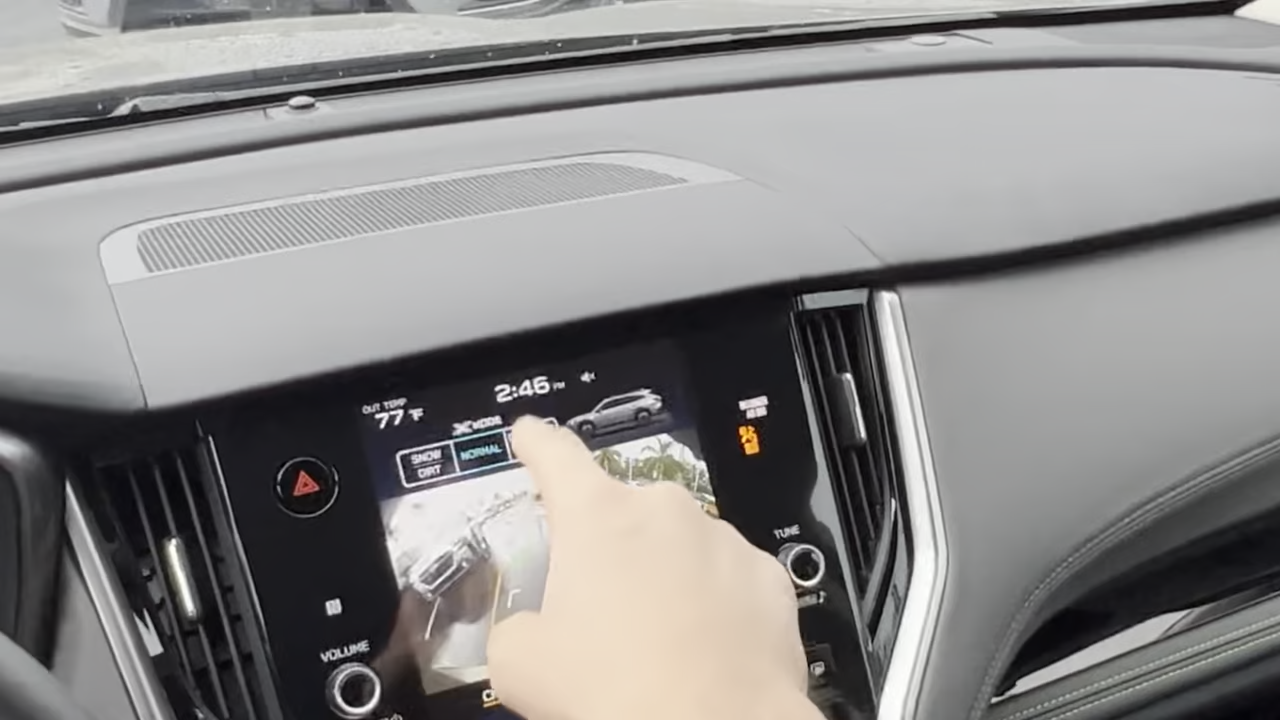 2:46 PM
OUT TEMP
77 °F
X MODE
SNOW
DIRT
NORMAL
TUNE
VOLUME